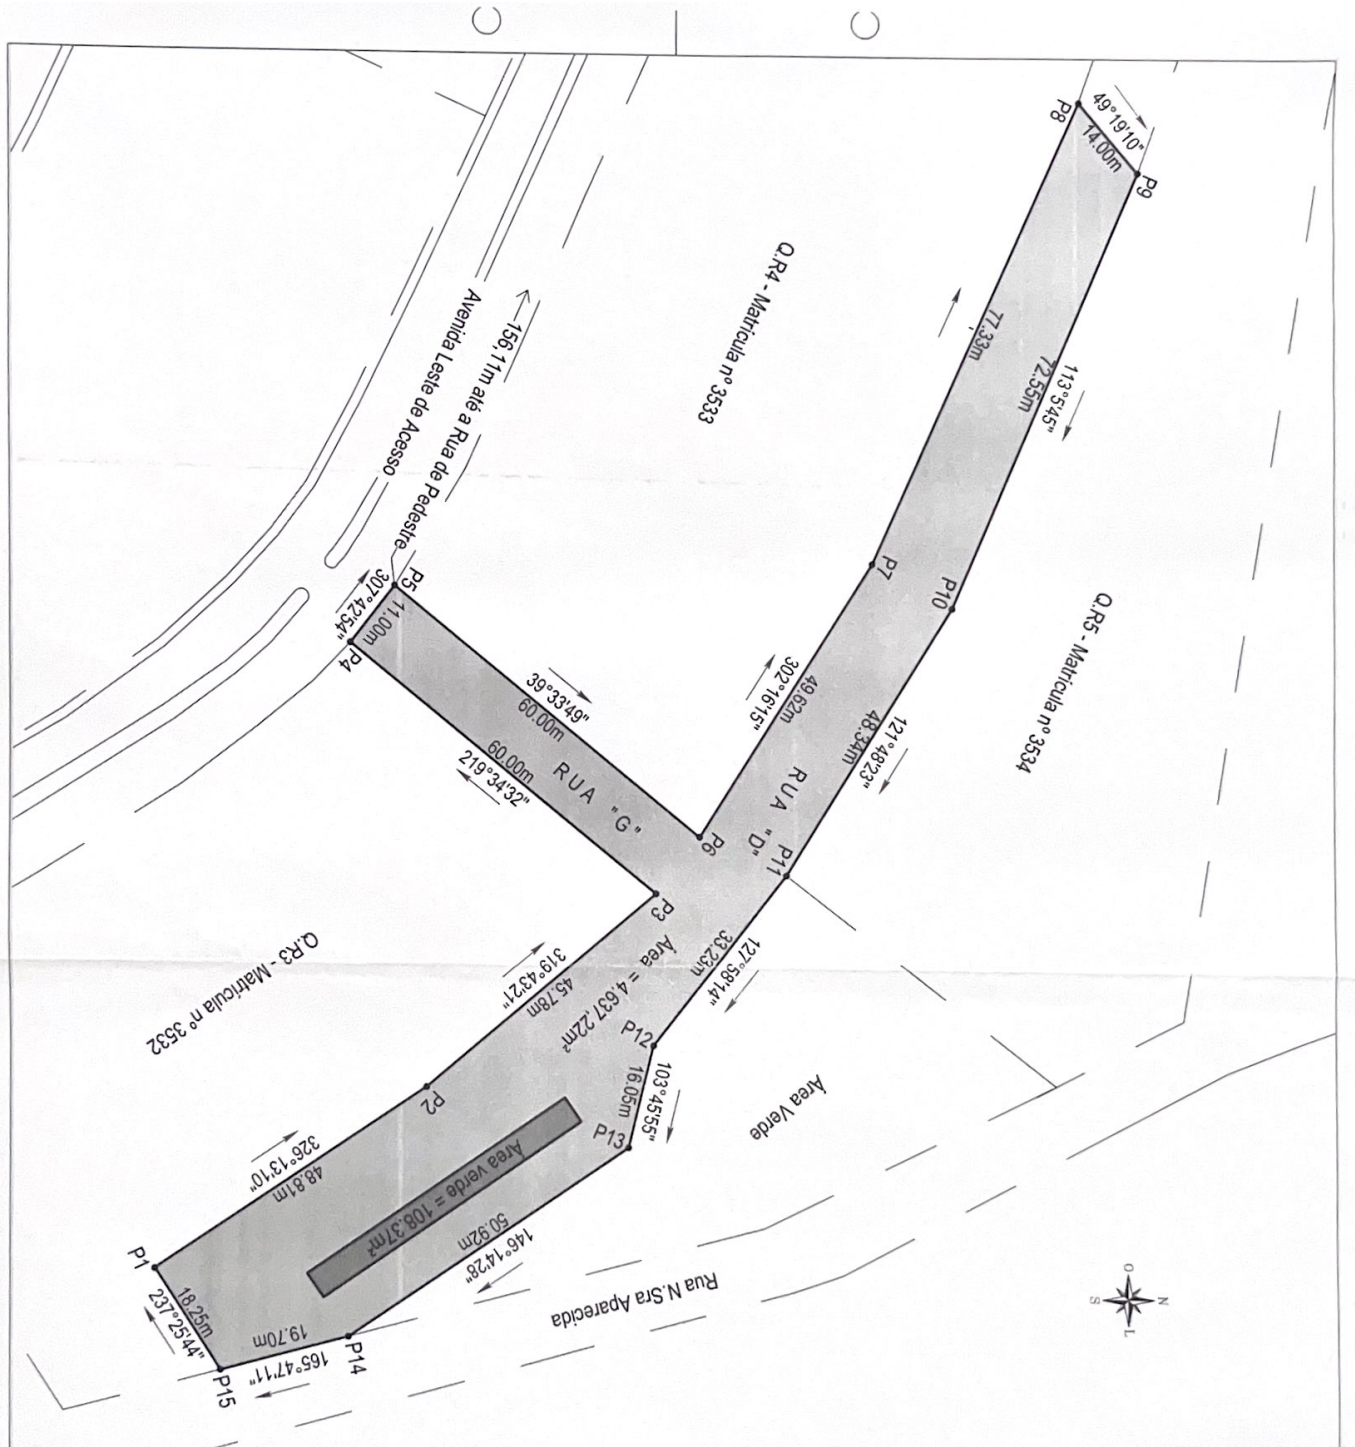 P8
49°19'10"
14.00m
P9
Q.R4 - Matricula nº 3533
77.33m
113°5'45"
72.55m
Avenida Leste de Acesso
156,11m até a Rua de Pedestre
P7
P10
Q.R5 - Matricula nº 3534
P5
307°42'54"
11.00m
P4
39°33'49"
60.00m
60.00m
219°34'32"
RUA "G"
302°16'15"
49.62m
121°48'23"
48.34m
RUA "D"
P6
P11
P3
Q.R3 - Matrícula nº 3532
319°43'21"
45.78m
Área = 4.637,22m²
33.23m
127°58'14"
P12
103°45'55"
16.05m
P13
Área Verde
P2
326°13'10"
48.81m
Área verde = 108.37m²
50.92m
146°14'28"
Rua N.Sra Aparecida
P1
18.25m
237°25'44"
19.70m
165°47'11"
P14
P15
O
S
N
L